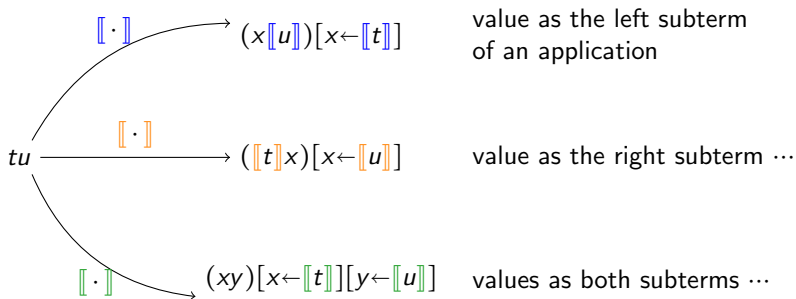 ⟦·⟧
(x⟦u⟧)[x←⟦t⟧]
value as the left subterm
of an application
⟦·⟧
tu
(⟦t⟧x)[x←⟦u⟧]
value as the right subterm ⋯
⟦·⟧
(xy)[x←⟦t⟧][y←⟦u⟧]
values as both subterms ⋯